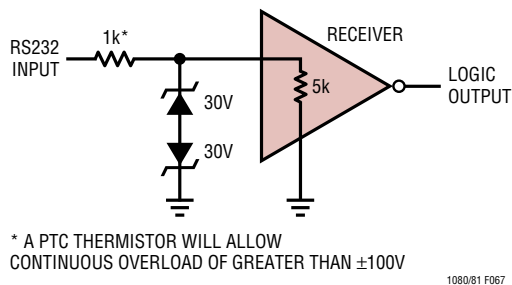 RS232
INPUT
1k*
30V
30V
RECEIVER
5k
LOGIC
OUTPUT
* A PTC THERMISTOR WILL ALLOW
CONTINUOUS OVERLOAD OF GREATER THAN ±100V
1080/81 F067